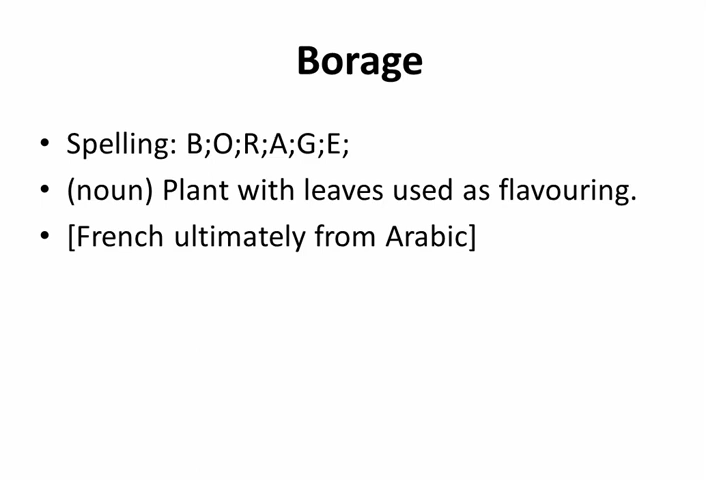 Borage
• Spelling: B;O;R;A;G;E;
• (noun) Plant with leaves used as flavouring.
• [French ultimately from Arabic]